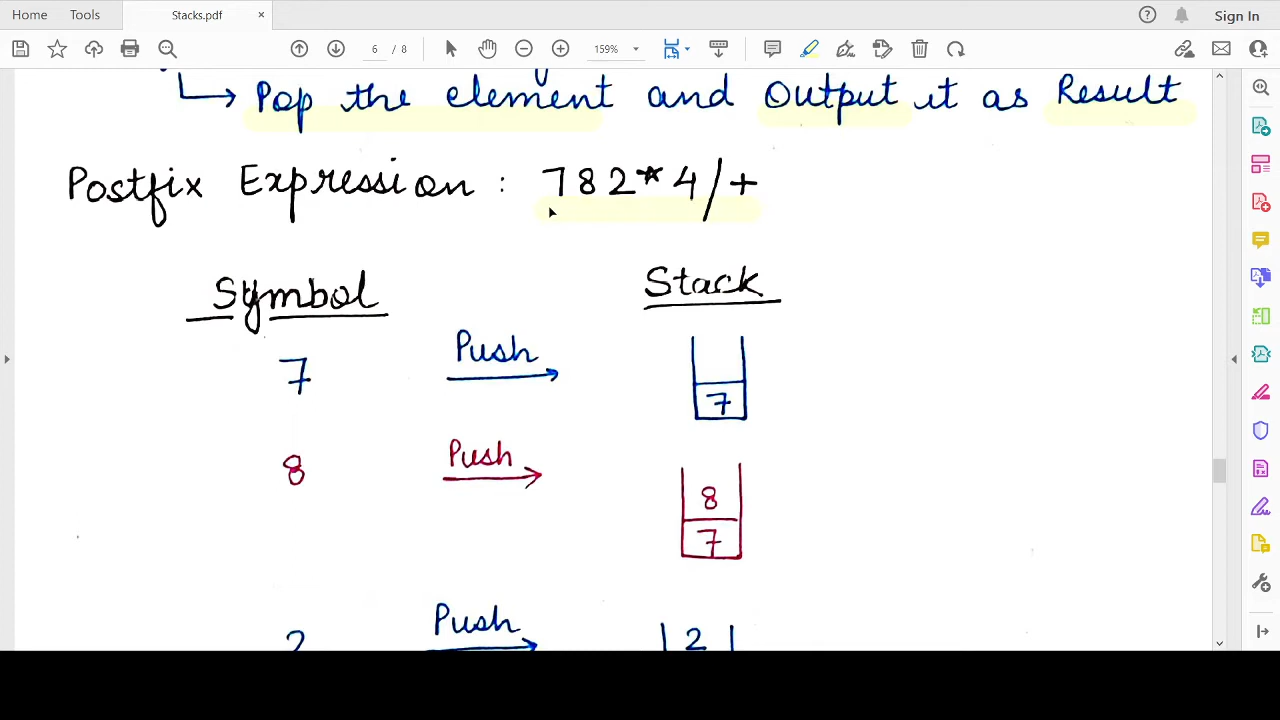 Home Tools Stacks.pdf × Sign In
6 / 8 159%
Pop the element and Output it as Result
Postfix Expression : 7 8 2 * 4 / +
Symbol Stack
7 Push 7
8 Push 8
7
2 Push 2